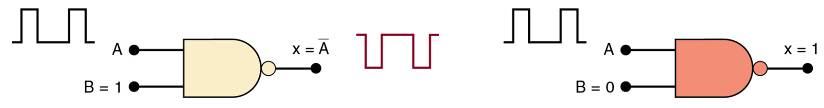 A
x = A̅
B = 1
A
x = 1
B = 0